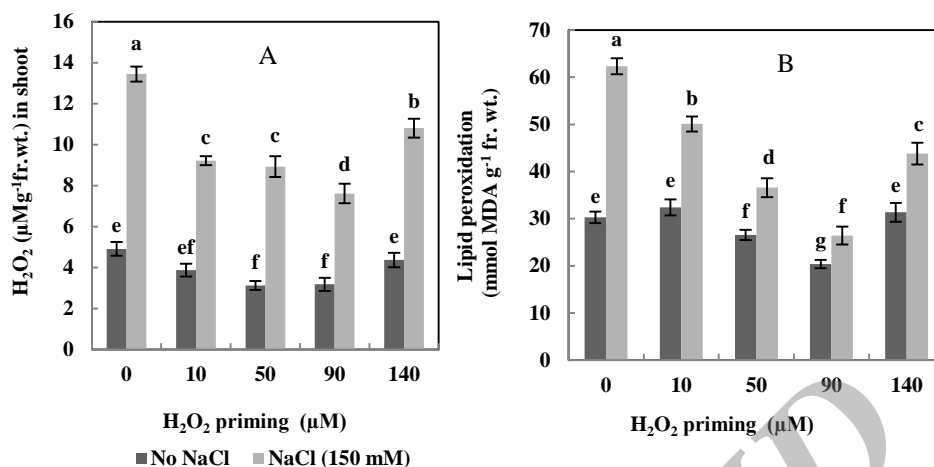 A
H₂O₂ (µMg⁻¹fr.wt.) in shoot
16
14
12
10
8
6
4
2
0
a
e
c
ef
c
f
d
f
b
e
0 10 50 90 140
H₂O₂ priming (µM)
No NaCl NaCl (150 mM)
B
Lipid peroxidation
(mmol MDA g⁻¹ fr. wt.)
70
60
50
40
30
20
10
0
a
e
b
e
d
f
f
g
c
e
0 10 50 90 140
H₂O₂ priming (µM)